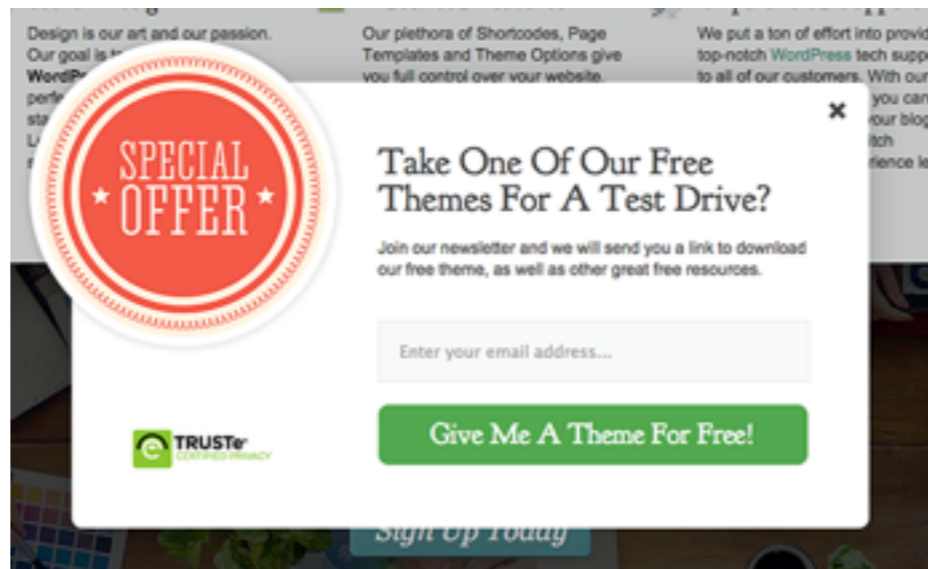 Design is our art and our passion.
Our goal is
WordPr
perfe
sta
Our plethora of Shortcodes, Page
Templates and Theme Options give
you full control over your website.
We put a ton of effort into provid
top-notch WordPress tech suppo
to all of our customers. With our
you can
your blog
itch
rience le
SPECIAL
OFFER
Take One Of Our Free
Themes For A Test Drive?
Join our newsletter and we will send you a link to download
our free theme, as well as other great free resources.
Enter your email address...
Give Me A Theme For Free!
TRUSTe
CERTIFIED PRIVACY
Sign Up Today